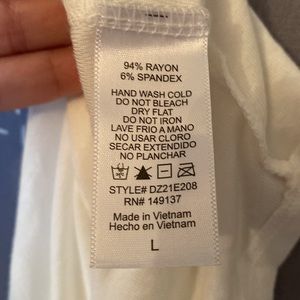 94% RAYON
6% SPANDEX
HAND WASH COLD
DO NOT BLEACH
DRY FLAT
DO NOT IRON
LAVE FRIO A MANO
NO USAR CLORO
SECAR EXTENDIDO
NO PLANCHAR
STYLE# DZ21E208
RN# 149137
Made in Vietnam
Hecho en Vietnam
L